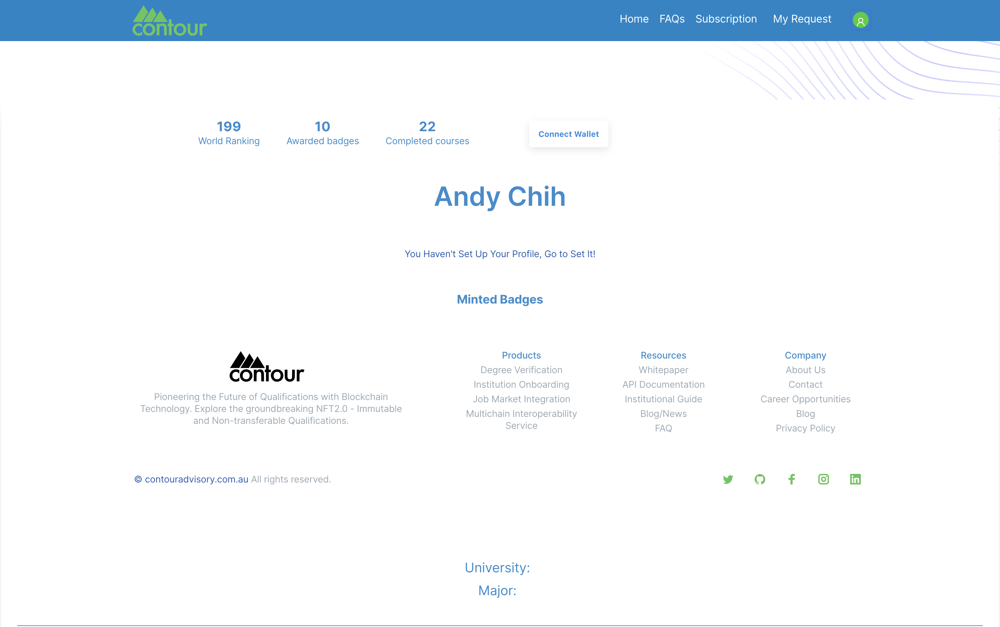 contour
Home FAQs Subscription My Request
199 10 22
World Ranking Awarded badges Completed courses
Connect Wallet
Andy Chih
You Haven't Set Up Your Profile, Go to Set It!
Minted Badges
contour
Pioneering the Future of Qualifications with Blockchain
Technology. Explore the groundbreaking NFT2.0 - Immutable
and Non-transferable Qualifications.
Products
Degree Verification
Institution Onboarding
Job Market Integration
Multichain Interoperability
Service
Resources
Whitepaper
API Documentation
Institutional Guide
Blog/News
FAQ
Company
About Us
Contact
Career Opportunities
Blog
Privacy Policy
© contouradvisory.com.au All rights reserved.
University:
Major: